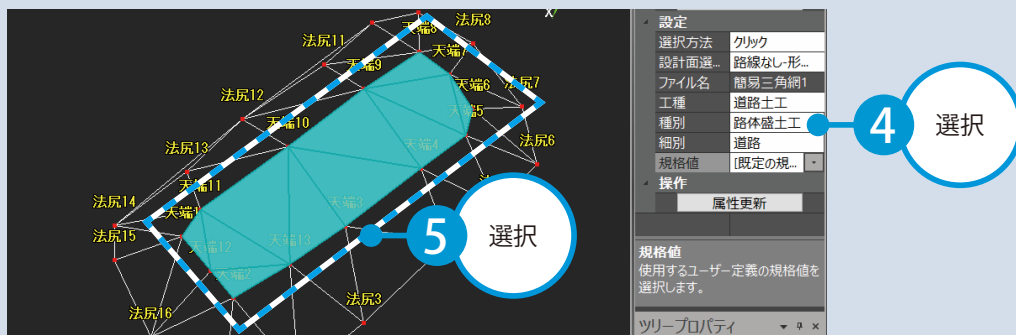 法尻8
天端8
法尻11
天端7
天端9
天端6
法尻7
法尻12
天端5
天端10
天端4
法尻6
法尻13
天端11
法尻14
天端1
天端3
法尻15
天端12
天端13
天端2
法尻3
法尻16
5 選択
設定
選択方法 クリック
設計面選... 路線なし-形...
ファイル名 簡易三角網1
工種 道路土工
種別 路体盛土工
細別 道路
規格値 [既定の規...
操作
属性更新
規格値
使用するユーザー定義の規格値を
選択します。
ツリープロパティ
4 選択